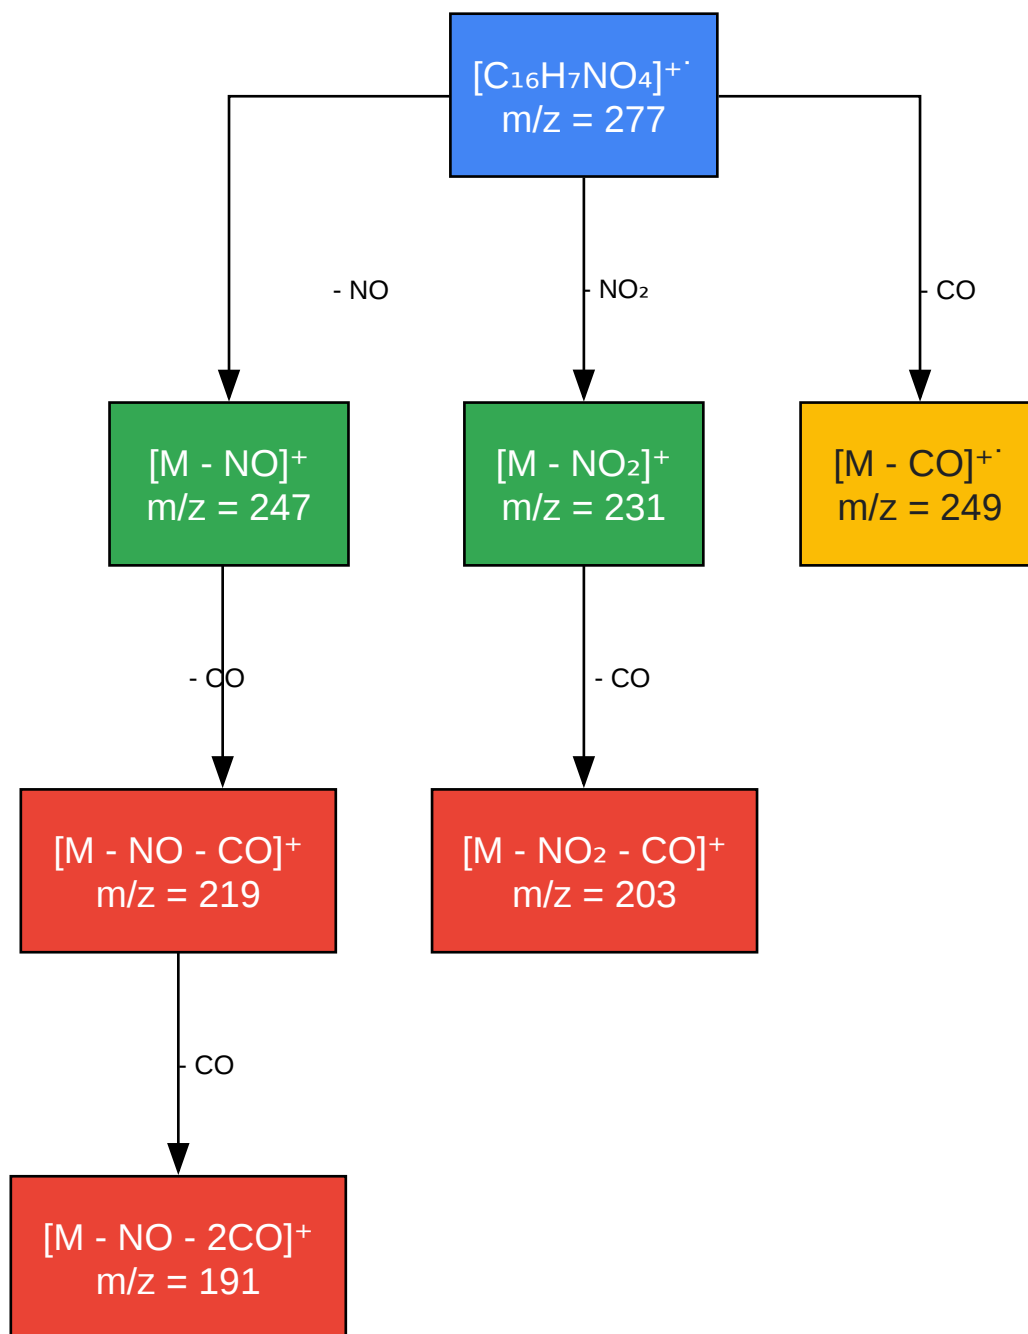 [C₁₆H₇NO₄]⁺˙
m/z = 277
- NO
- NO₂
- CO
[M - NO]⁺
m/z = 247
[M - NO₂]⁺
m/z = 231
[M - CO]⁺˙
m/z = 249
- CO
- CO
[M - NO - CO]⁺
m/z = 219
[M - NO₂ - CO]⁺
m/z = 203
- CO
[M - NO - 2CO]⁺
m/z = 191